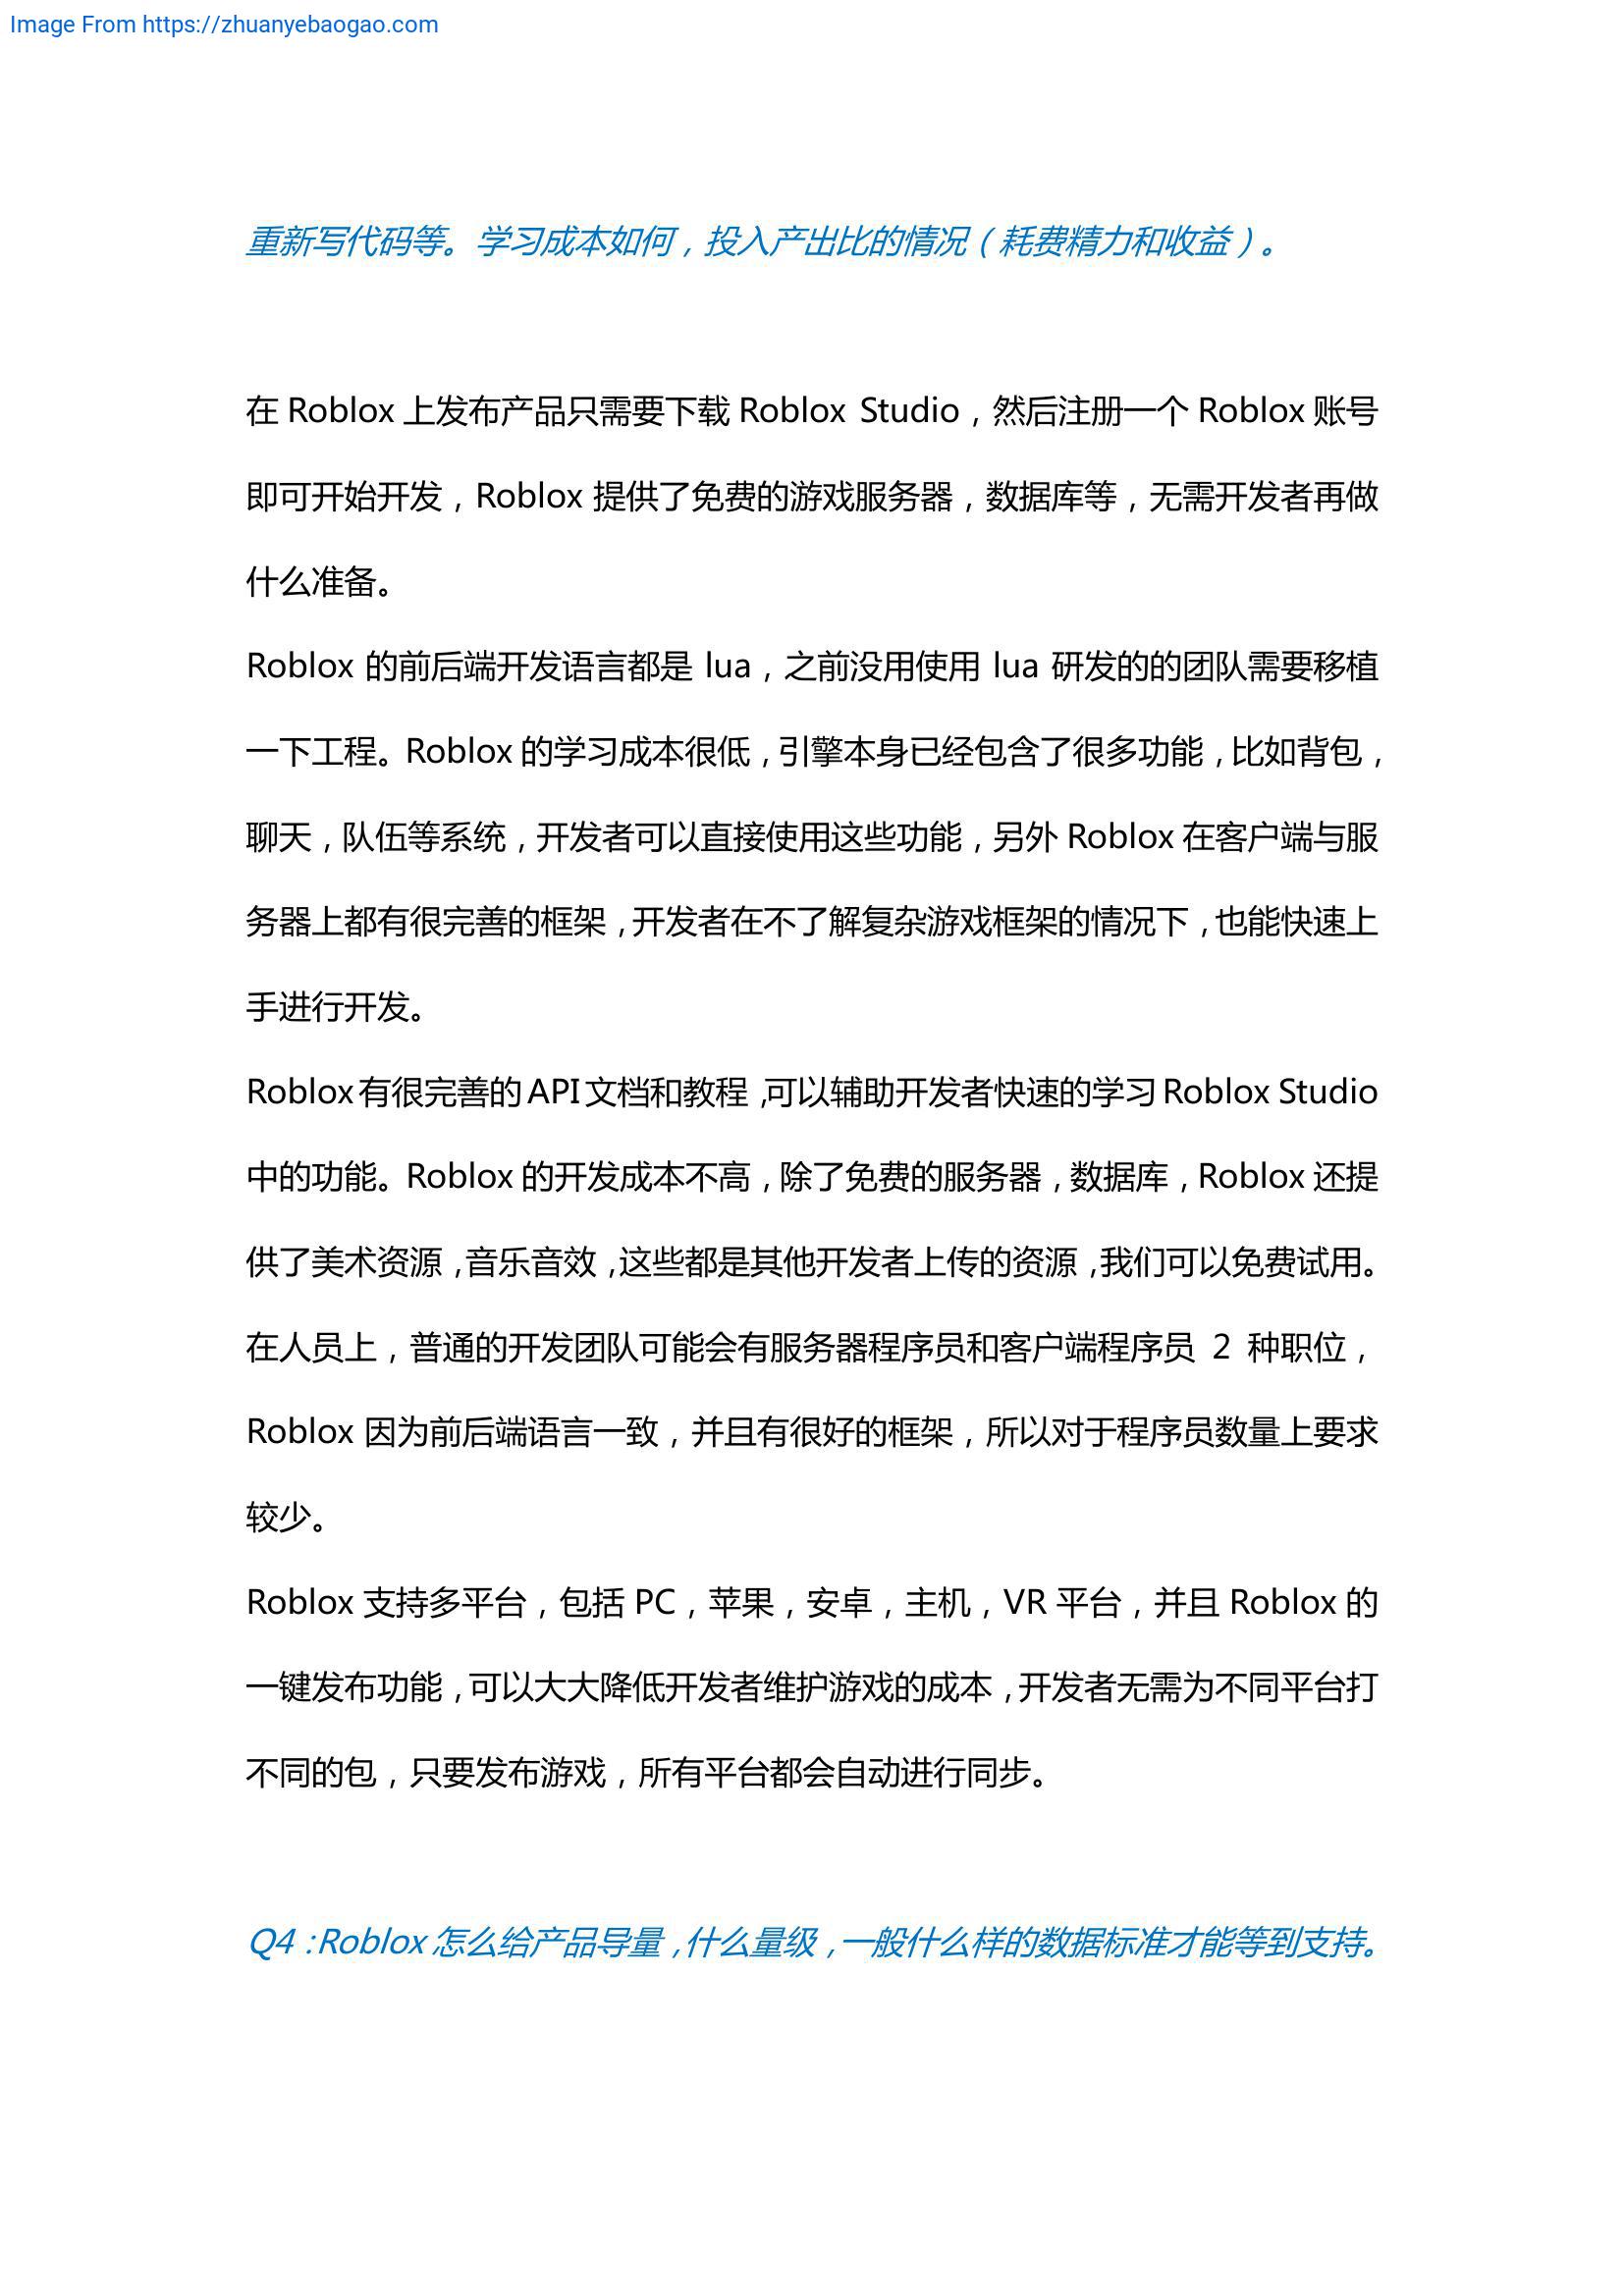 Image From https://zhuanyebaogao.com
重新写代码等。学习成本如何，投入产出比的情况（耗费精力和收益）。
在 Roblox 上发布产品只需要下载 Roblox Studio，然后注册一个 Roblox 账号
即可开始开发，Roblox 提供了免费的游戏服务器，数据库等，无需开发者再做
什么准备。
Roblox 的前后端开发语言都是 lua，之前没用使用 lua 研发的的团队需要移植
一下工程。Roblox 的学习成本很低，引擎本身已经包含了很多功能，比如背包，
聊天，队伍等系统，开发者可以直接使用这些功能，另外 Roblox 在客户端与服
务器上都有很完善的框架，开发者在不了解复杂游戏框架的情况下，也能快速上
手进行开发。
Roblox 有很完善的 API 文档和教程，可以辅助开发者快速的学习 Roblox Studio
中的功能。Roblox 的开发成本不高，除了免费的服务器，数据库，Roblox 还提
供了美术资源，音乐音效，这些都是其他开发者上传的资源，我们可以免费试用。
在人员上，普通的开发团队可能会有服务器程序员和客户端程序员 2 种职位，
Roblox 因为前后端语言一致，并且有很好的框架，所以对于程序员数量上要求
较少。
Roblox 支持多平台，包括 PC，苹果，安卓，主机，VR 平台，并且 Roblox 的
一键发布功能，可以大大降低开发者维护游戏的成本，开发者无需为不同平台打
不同的包，只要发布游戏，所有平台都会自动进行同步。
Q4：Roblox 怎么给产品导量，什么量级，一般什么样的数据标准才能等到支持。